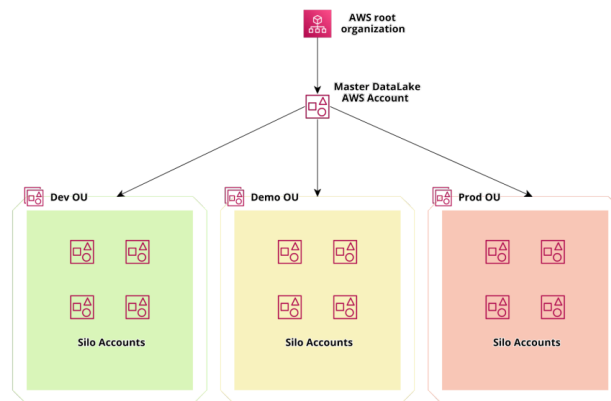 AWS root
organization
Master DataLake
AWS Account
Dev OU
Demo OU
Prod OU
Silo Accounts
Silo Accounts
Silo Accounts